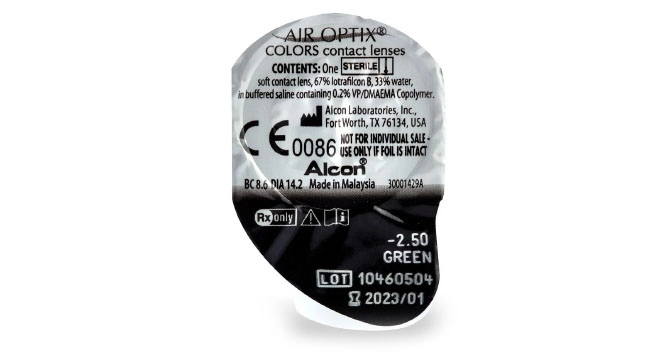 AIR OPTIX®
COLORS contact lenses
CONTENTS: One STERILE
soft contact lens, 67% lotrafilcon B, 33% water,
in buffered saline containing 0.2% VP/DMAEMA Copolymer.
Alcon Laboratories, Inc.,
Fort Worth, TX 76134, USA
CE 0086 NOT FOR INDIVIDUAL SALE -
USE ONLY IF FOIL IS INTACT
Alcon®
BC 8.6 DIA 14.2 Made in Malaysia 30001429A
Rx only
-2.50
GREEN
LOT 10460504
2023/01